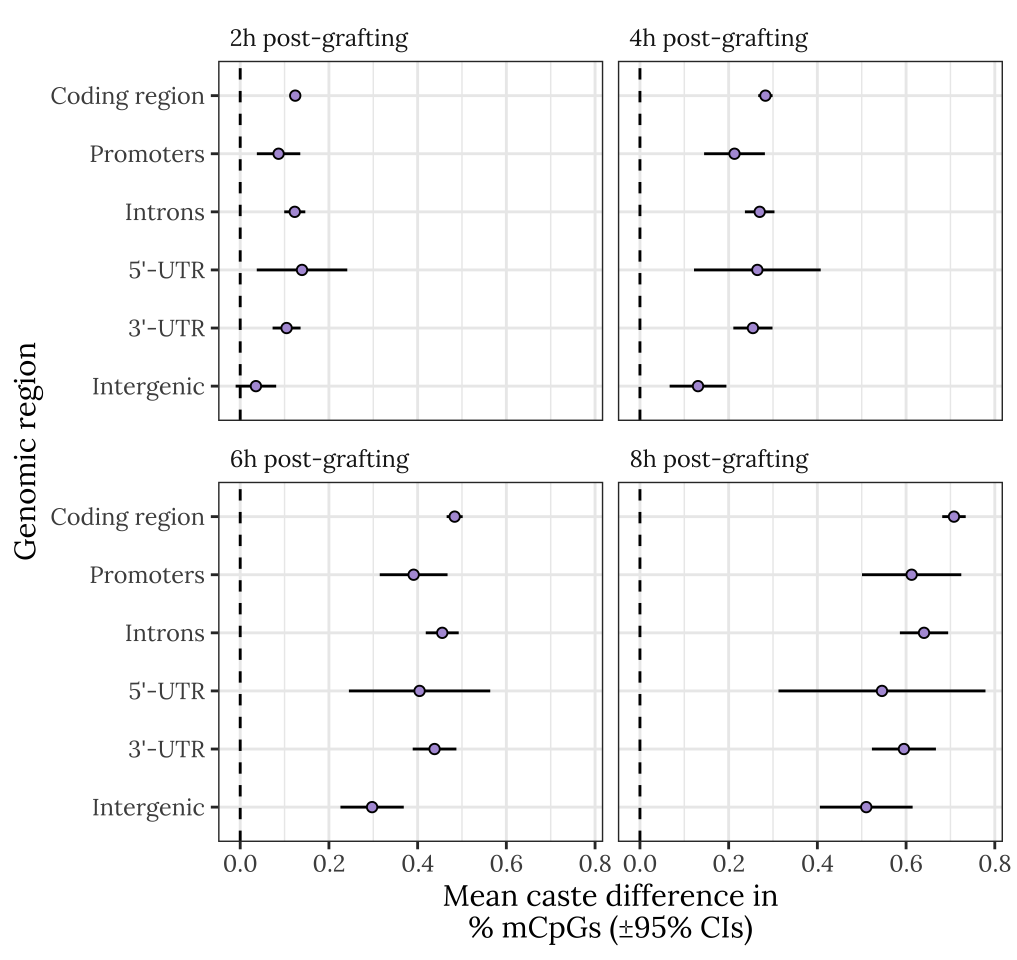 2h post-grafting
4h post-grafting
Coding region
Promoters
Introns
5'-UTR
3'-UTR
Intergenic
Genomic region
6h post-grafting
8h post-grafting
Coding region
Promoters
Introns
5'-UTR
3'-UTR
Intergenic
0.0 0.2 0.4 0.6 0.8
0.0 0.2 0.4 0.6 0.8
Mean caste difference in
% mCpGs (±95% CIs)